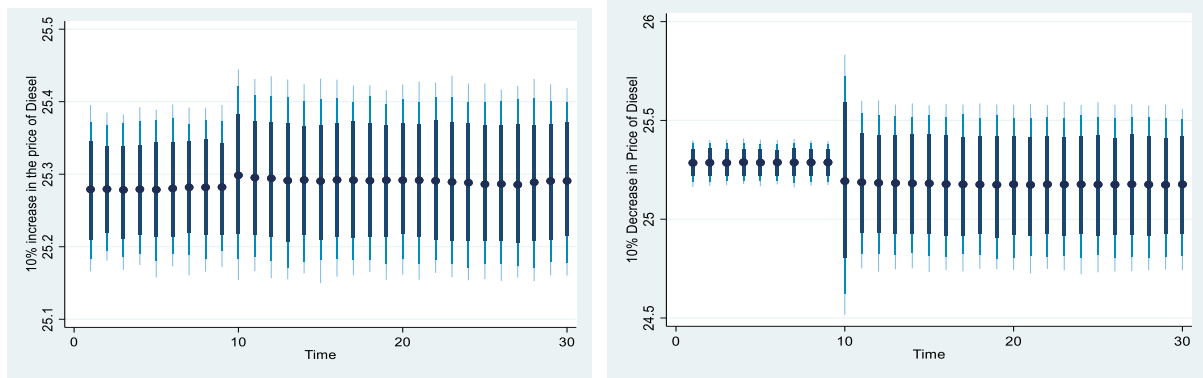 10% increase in the price of Diesel
25.5
25.4
25.3
25.2
25.1
0 10 20 30
Time
10% Decrease in Price of Diesel
26
25.5
25
24.5
0 10 20 30
Time